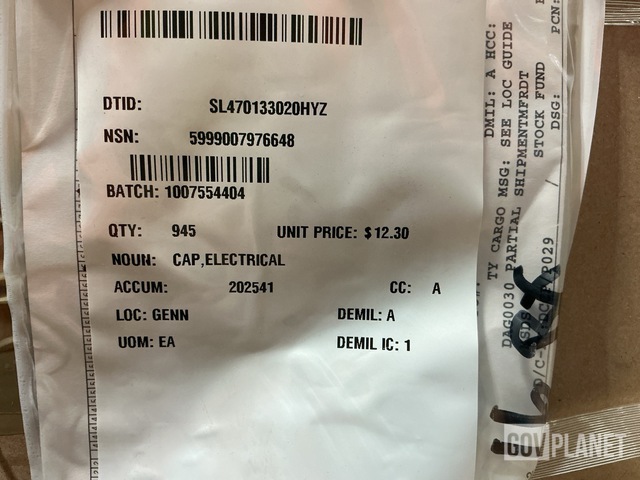 DTID: SL470133020HYZ
NSN: 5999007976648
BATCH: 1007554404
QTY: 945 UNIT PRICE: $12.30
NOUN: CAP,ELECTRICAL
ACCUM: 202541 CC: A
LOC: GENN DEMIL: A
UOM: EA DEMIL IC: 1
DMIL: A HCC:
TY CARGO MSG: SEE LOC GUIDE
DAG0030 PARTIAL SHIPMENTMFRDT
STOCK FUND
DSG: PCN:
GOVPLANET